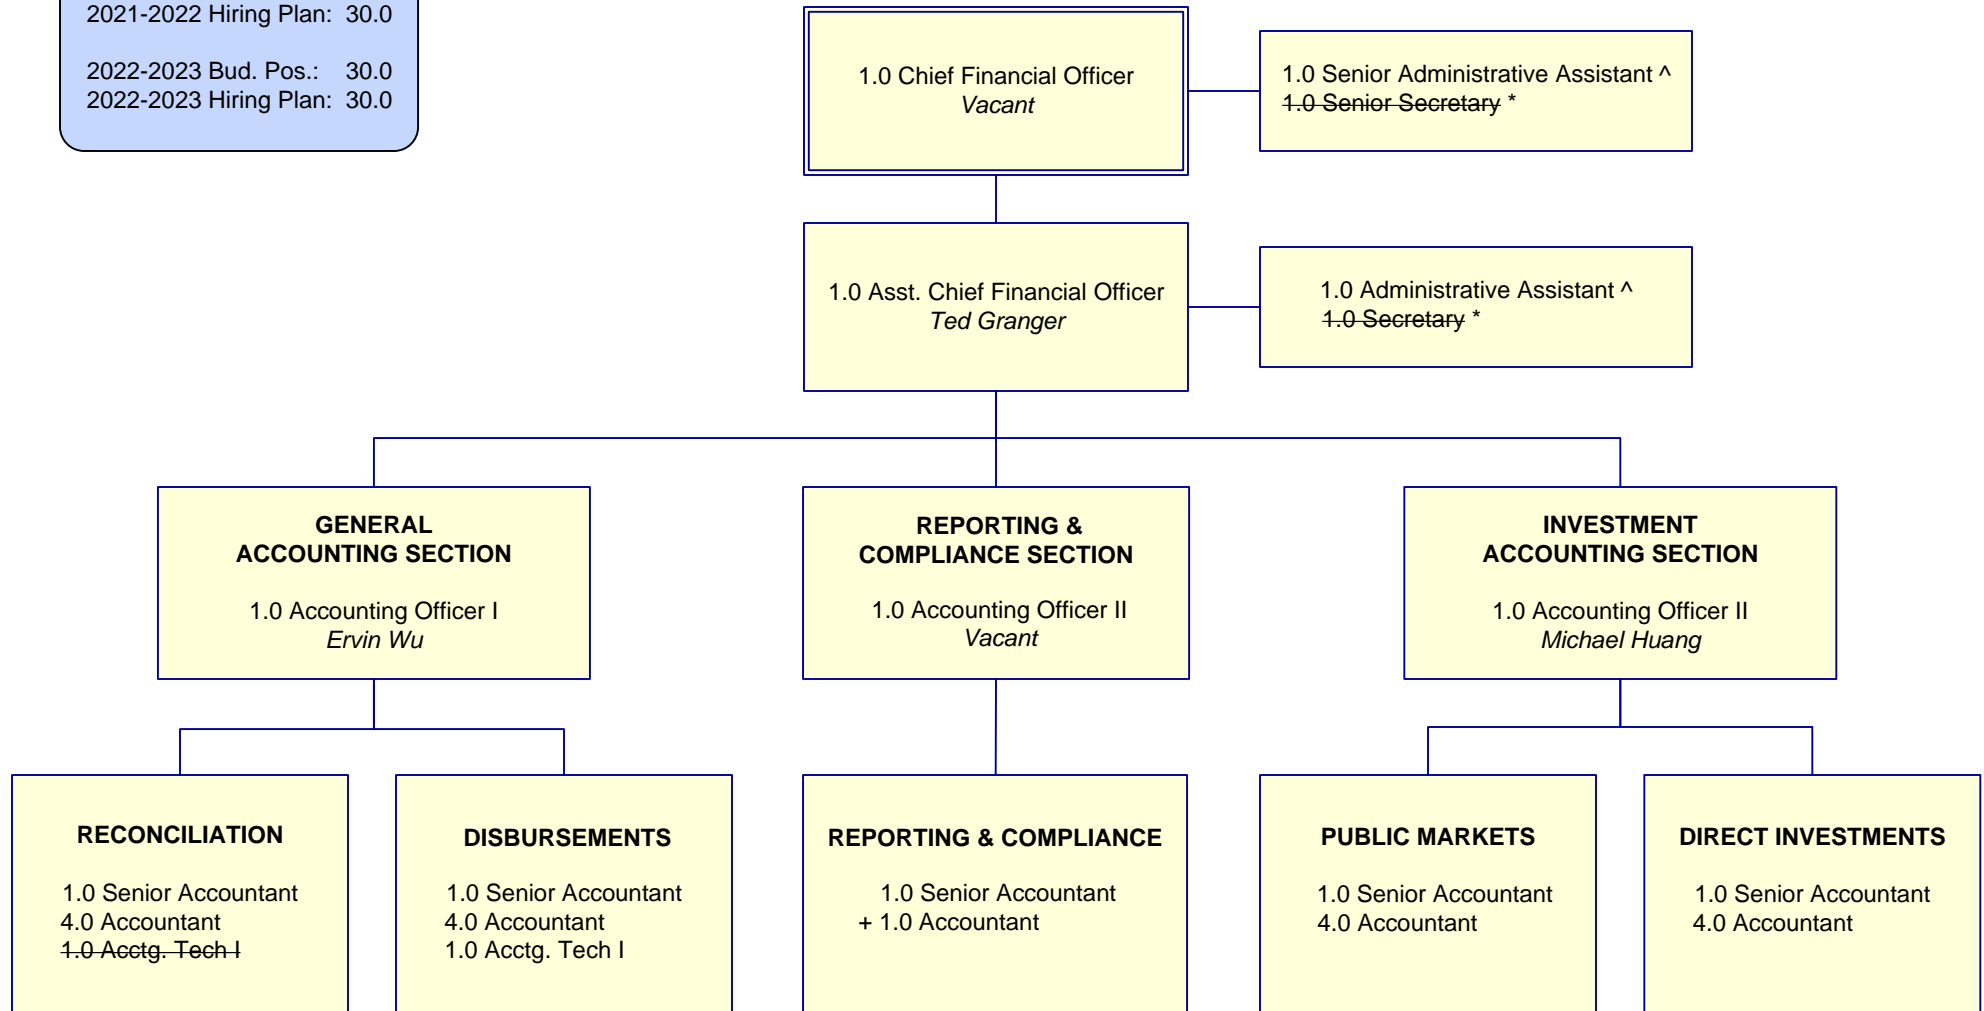 2021-2022 Hiring Plan: 30.0
2022-2023 Bud. Pos.: 30.0
2022-2023 Hiring Plan: 30.0
1.0 Chief Financial Officer
Vacant
1.0 Senior Administrative Assistant ^
1.0 Senior Secretary *
1.0 Asst. Chief Financial Officer
Ted Granger
1.0 Administrative Assistant ^
1.0 Secretary *
GENERAL
ACCOUNTING SECTION
1.0 Accounting Officer I
Ervin Wu
REPORTING &
COMPLIANCE SECTION
1.0 Accounting Officer II
Vacant
INVESTMENT
ACCOUNTING SECTION
1.0 Accounting Officer II
Michael Huang
RECONCILIATION
1.0 Senior Accountant
4.0 Accountant
1.0 Acctg. Tech I
DISBURSEMENTS
1.0 Senior Accountant
4.0 Accountant
1.0 Acctg. Tech I
REPORTING & COMPLIANCE
1.0 Senior Accountant
+ 1.0 Accountant
PUBLIC MARKETS
1.0 Senior Accountant
4.0 Accountant
DIRECT INVESTMENTS
1.0 Senior Accountant
4.0 Accountant